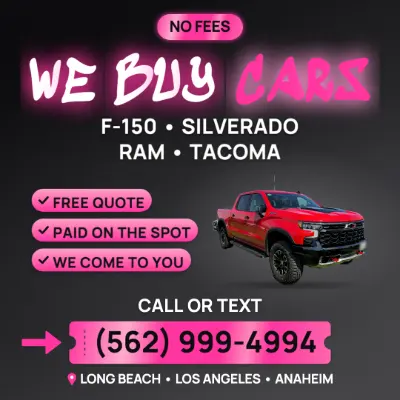 NO FEES
WE BUY CARS
F-150 • SILVERADO
RAM • TACOMA
FREE QUOTE
PAID ON THE SPOT
WE COME TO YOU
CALL OR TEXT
(562) 999-4994
LONG BEACH • LOS ANGELES • ANAHEIM